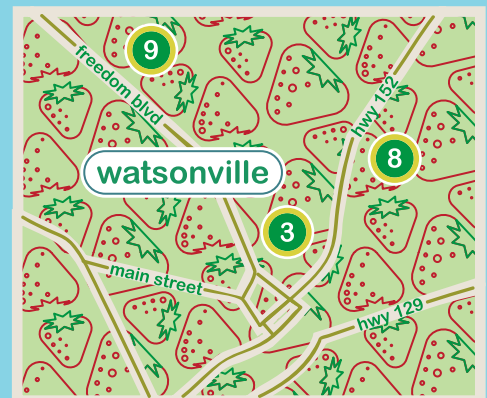 9
freedom blvd
hwy 152
8
watsonville
3
main street
hwy 129